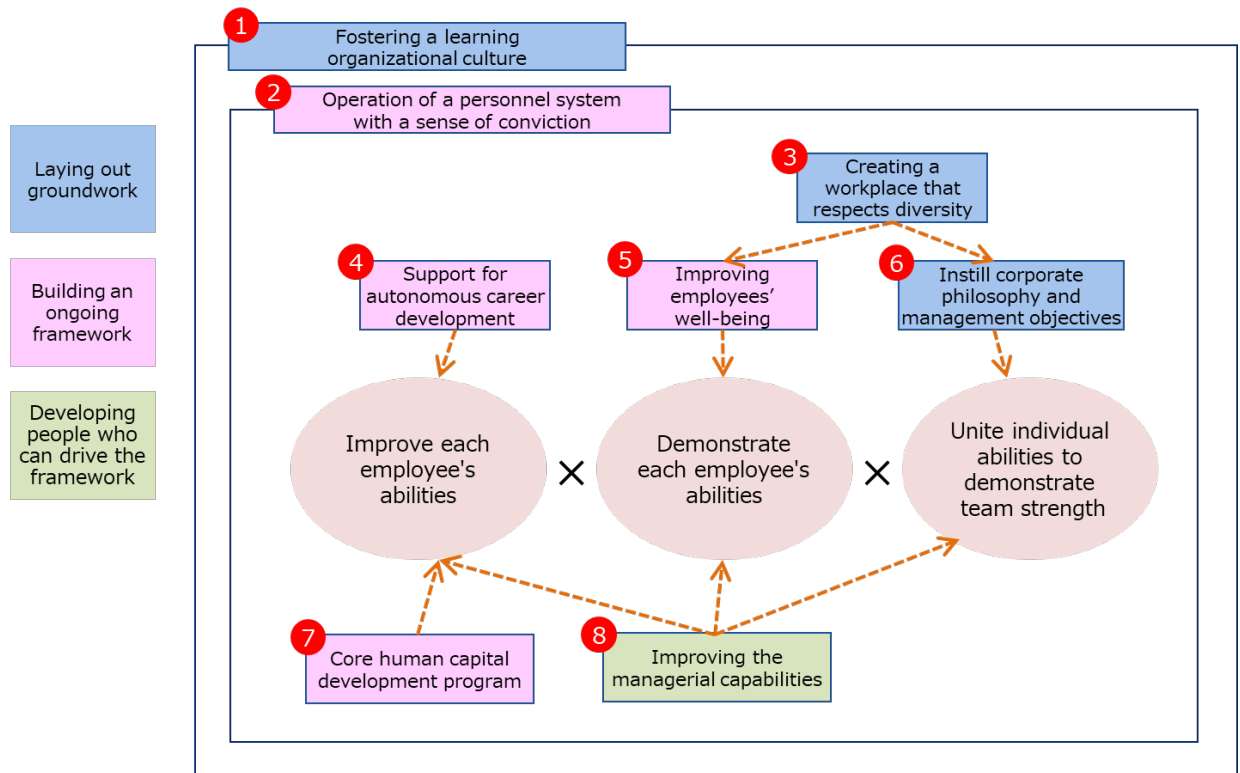 1
Fostering a learning
organizational culture
2
Operation of a personnel system
with a sense of conviction
Laying out
groundwork
Building an
ongoing
framework
Developing
people who
can drive the
framework
3
Creating a
workplace that
respects diversity
4
Support for
autonomous career
development
5
Improving
employees’
well-being
6
Instill corporate
philosophy and
management objectives
Improve each
employee's
abilities
×
Demonstrate
each employee's
abilities
×
Unite individual
abilities to
demonstrate
team strength
7
Core human capital
development program
8
Improving the
managerial capabilities